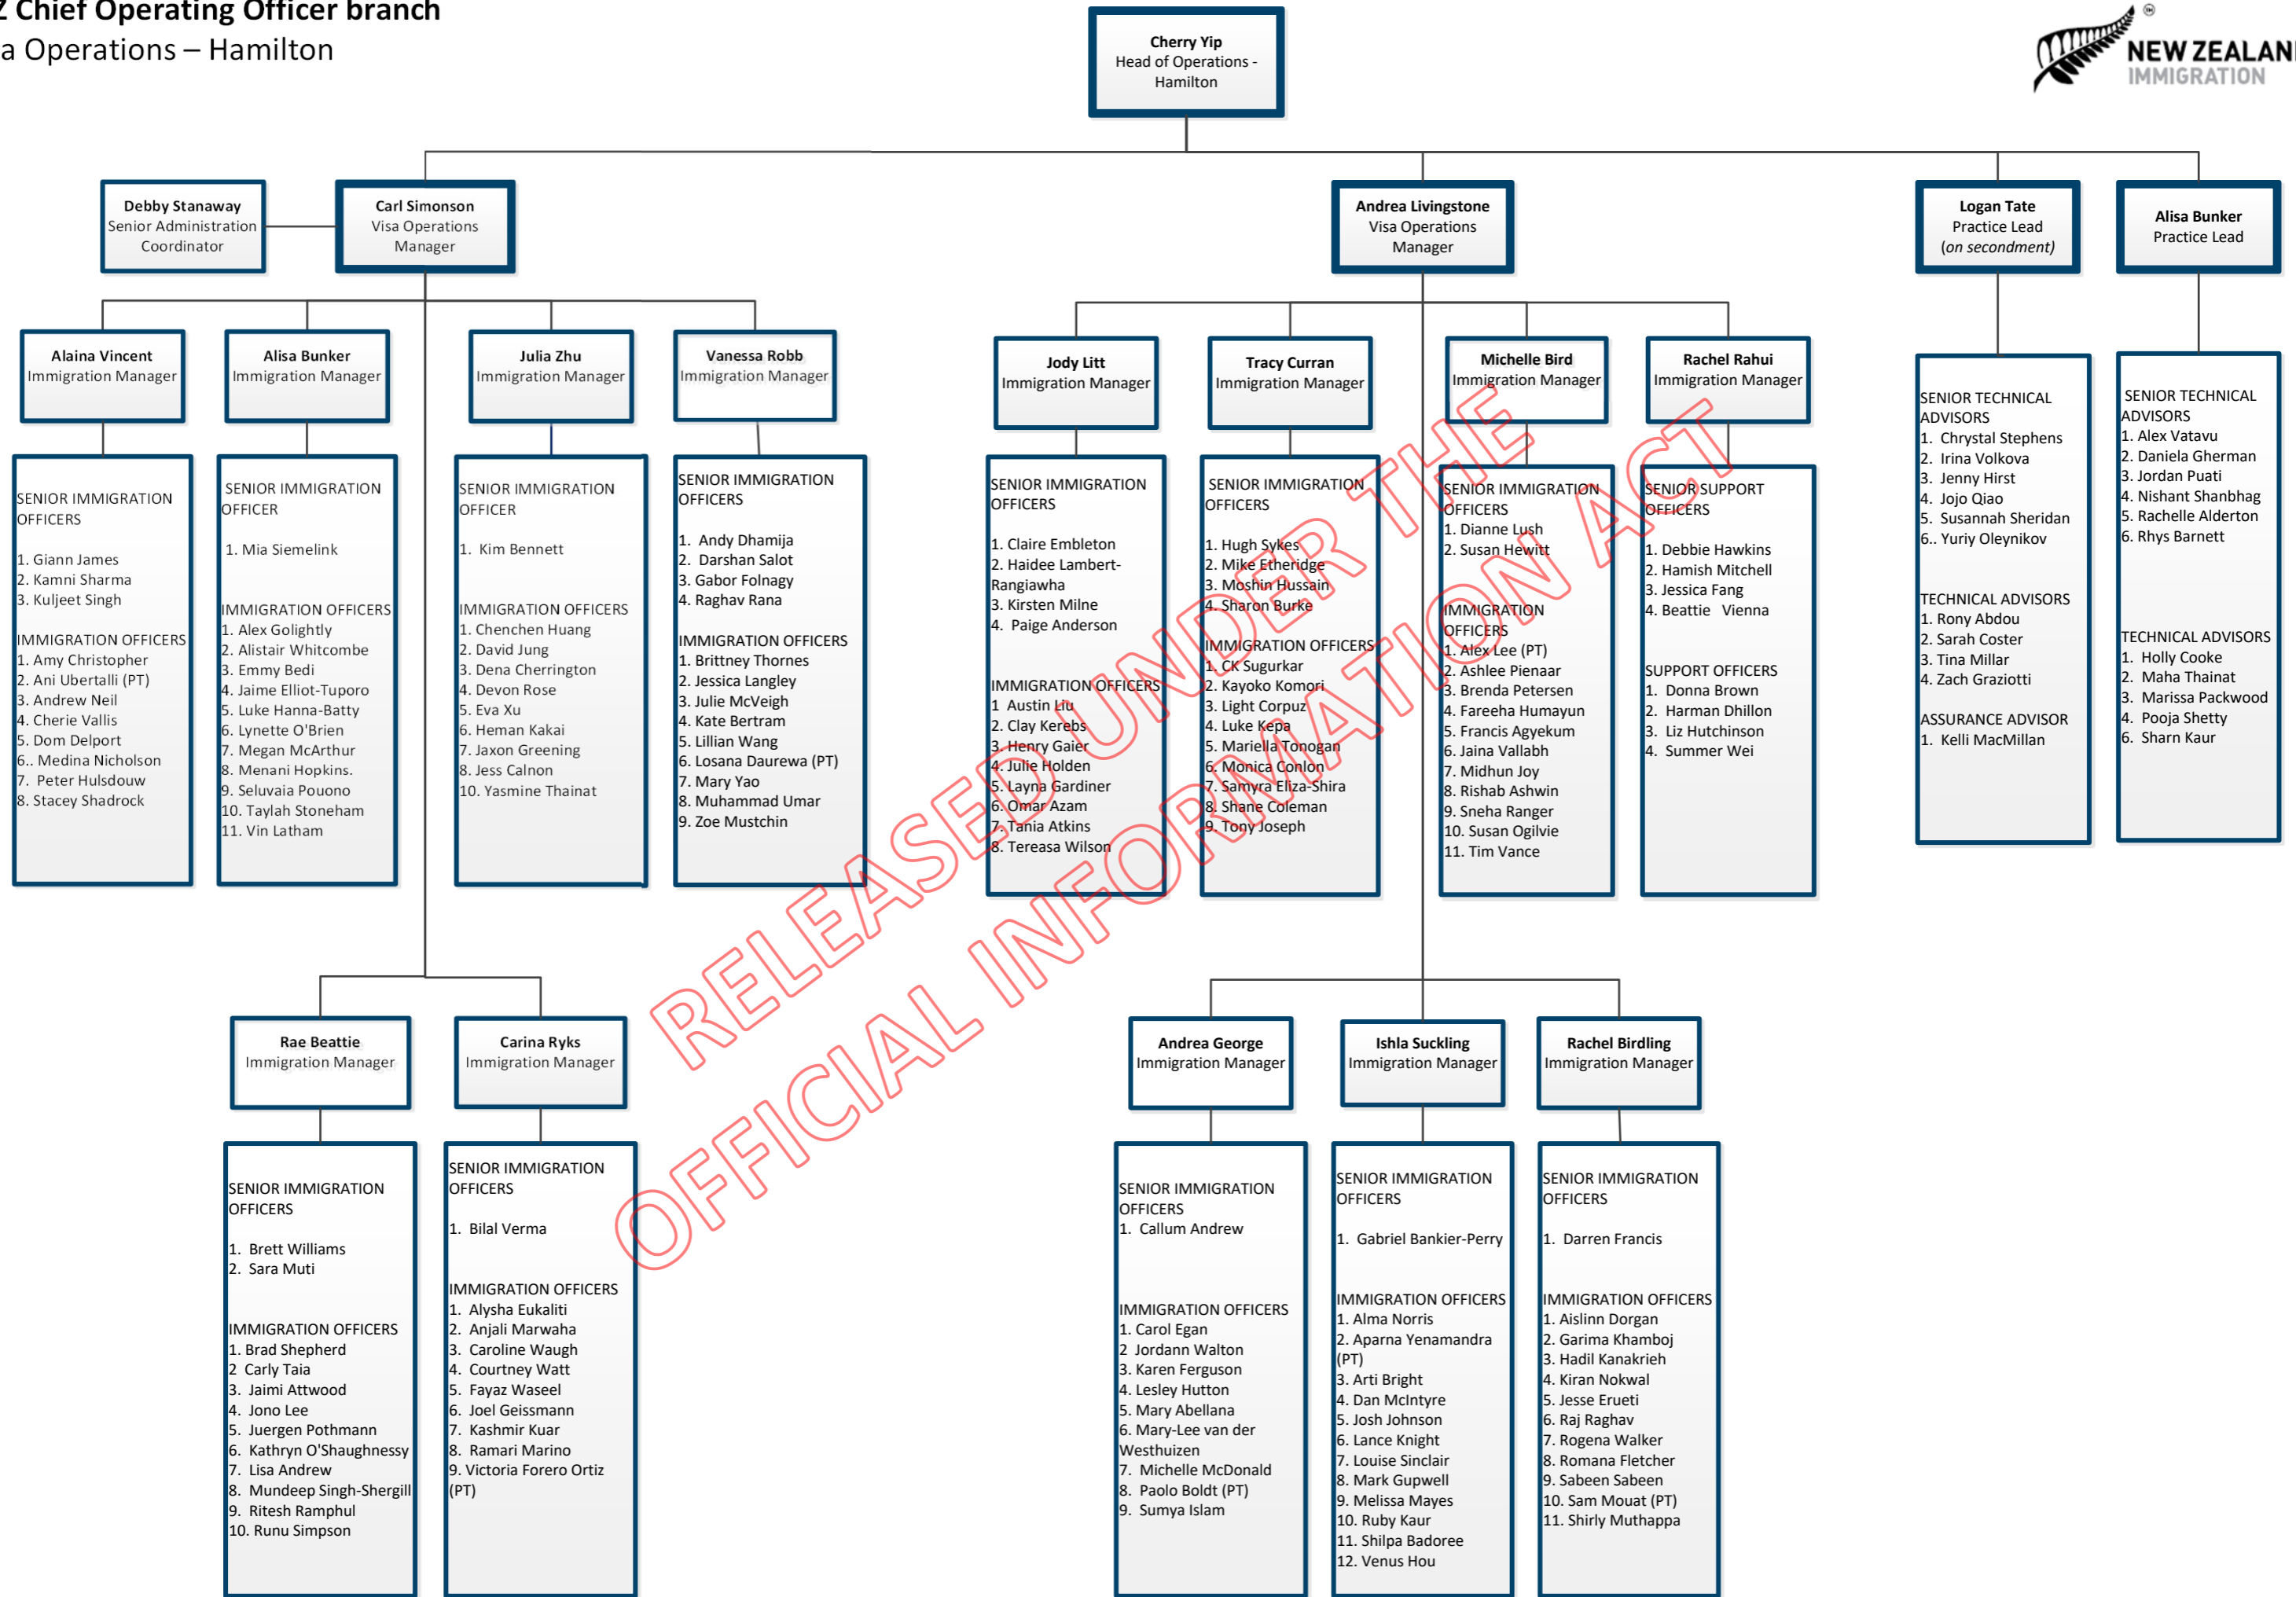 Z Chief Operating Officer branch
a Operations – Hamilton
NEW ZEALAN
IMMIGRATION
Cherry Yip
Head of Operations -
Hamilton
Debby Stanaway
Senior Administration
Coordinator
Carl Simonson
Visa Operations
Manager
Andrea Livingstone
Visa Operations
Manager
Logan Tate
Practice Lead
(on secondment)
Alisa Bunker
Practice Lead
Alaina Vincent
Immigration Manager
Alisa Bunker
Immigration Manager
Julia Zhu
Immigration Manager
Vanessa Robb
Immigration Manager
Jody Litt
Immigration Manager
Tracy Curran
Immigration Manager
Michelle Bird
Immigration Manager
Rachel Rahui
Immigration Manager
SENIOR IMMIGRATION
OFFICERS
1. Giann James
2. Kamni Sharma
3. Kuljeet Singh
IMMIGRATION OFFICERS
1. Amy Christopher
2. Ani Ubertalli (PT)
3. Andrew Neil
4. Cherie Vallis
5. Dom Delport
6.. Medina Nicholson
7. Peter Hulsdouw
8. Stacey Shadrock
SENIOR IMMIGRATION
OFFICER
1. Mia Siemelink
IMMIGRATION OFFICERS
1. Alex Golightly
2. Alistair Whitcombe
3. Emmy Bedi
4. Jaime Elliot-Tuporo
5. Luke Hanna-Batty
6. Lynette O'Brien
7. Megan McArthur
8. Menani Hopkins.
9. Seluvaia Pouono
10. Taylah Stoneham
11. Vin Latham
SENIOR IMMIGRATION
OFFICER
1. Kim Bennett
IMMIGRATION OFFICERS
1. Chenchen Huang
2. David Jung
3. Dena Cherrington
4. Devon Rose
5. Eva Xu
6. Heman Kakai
7. Jaxon Greening
8. Jess Calnon
10. Yasmine Thainat
SENIOR IMMIGRATION
OFFICERS
1. Andy Dhamija
2. Darshan Salot
3. Gabor Folnagy
4. Raghav Rana
IMMIGRATION OFFICERS
1. Brittney Thornes
2. Jessica Langley
3. Julie McVeigh
4. Kate Bertram
5. Lillian Wang
6. Losana Daurewa (PT)
7. Mary Yao
8. Muhammad Umar
9. Zoe Mustchin
SENIOR IMMIGRATION
OFFICERS
1. Claire Embleton
2. Haidee Lambert-
Rangiawha
3. Kirsten Milne
4. Paige Anderson
IMMIGRATION OFFICERS
1 Austin Liu
2. Clay Kerebs
3. Henry Gaier
4. Julie Holden
5. Layna Gardiner
6. Omar Azam
7. Tania Atkins
8. Tereasa Wilson
SENIOR IMMIGRATION
OFFICERS
1. Hugh Sykes
2. Mike Etheridge
3. Moshin Hussain
4. Sharon Burke
IMMIGRATION OFFICERS
1. CK Sugurkar
2. Kayoko Komori
3. Light Corpuz
4. Luke Kepa
5. Mariella Tonogan
6. Monica Conlon
7. Samyra Eliza-Shira
8. Shane Coleman
9. Tony Joseph
SENIOR IMMIGRATION
OFFICERS
1. Dianne Lush
2. Susan Hewitt
IMMIGRATION
OFFICERS
1. Alex Lee (PT)
2. Ashlee Pienaar
3. Brenda Petersen
4. Fareeha Humayun
5. Francis Agyekum
6. Jaina Vallabh
7. Midhun Joy
8. Rishab Ashwin
9. Sneha Ranger
10. Susan Ogilvie
11. Tim Vance
SENIOR SUPPORT
OFFICERS
1. Debbie Hawkins
2. Hamish Mitchell
3. Jessica Fang
4. Beattie Vienna
SUPPORT OFFICERS
1. Donna Brown
2. Harman Dhillon
3. Liz Hutchinson
4. Summer Wei
SENIOR TECHNICAL
ADVISORS
1. Chrystal Stephens
2. Irina Volkova
3. Jenny Hirst
4. Jojo Qiao
5. Susannah Sheridan
6.. Yuriy Oleynikov
TECHNICAL ADVISORS
1. Rony Abdou
2. Sarah Coster
3. Tina Millar
4. Zach Graziotti
ASSURANCE ADVISOR
1. Kelli MacMillan
SENIOR TECHNICAL
ADVISORS
1. Alex Vatavu
2. Daniela Gherman
3. Jordan Puati
4. Nishant Shanbhag
5. Rachelle Alderton
6. Rhys Barnett
TECHNICAL ADVISORS
1. Holly Cooke
2. Maha Thainat
3. Marissa Packwood
4. Pooja Shetty
6. Sharn Kaur
RELEASED UNDER THE
OFFICIAL INFORMATION ACT
Rae Beattie
Immigration Manager
Carina Ryks
Immigration Manager
Andrea George
Immigration Manager
Ishla Suckling
Immigration Manager
Rachel Birdling
Immigration Manager
SENIOR IMMIGRATION
OFFICERS
1. Brett Williams
2. Sara Muti
IMMIGRATION OFFICERS
1. Brad Shepherd
2 Carly Taia
3. Jaimi Attwood
4. Jono Lee
5. Juergen Pothmann
6. Kathryn O'Shaughnessy
7. Lisa Andrew
8. Mundeep Singh-Shergill
9. Ritesh Ramphul
10. Runu Simpson
SENIOR IMMIGRATION
OFFICERS
1. Bilal Verma
IMMIGRATION OFFICERS
1. Alysha Eukaliti
2. Anjali Marwaha
3. Caroline Waugh
4. Courtney Watt
5. Fayaz Waseel
6. Joel Geissmann
7. Kashmir Kuar
8. Ramari Marino
9. Victoria Forero Ortiz
(PT)
SENIOR IMMIGRATION
OFFICERS
1. Callum Andrew
IMMIGRATION OFFICERS
1. Carol Egan
2 Jordann Walton
3. Karen Ferguson
4. Lesley Hutton
5. Mary Abellana
6. Mary-Lee van der
Westhuizen
7. Michelle McDonald
8. Paolo Boldt (PT)
9. Sumya Islam
SENIOR IMMIGRATION
OFFICERS
1. Gabriel Bankier-Perry
IMMIGRATION OFFICERS
1. Alma Norris
2. Aparna Yenamandra
(PT)
3. Arti Bright
4. Dan McIntyre
5. Josh Johnson
6. Lance Knight
7. Louise Sinclair
8. Mark Gupwell
9. Melissa Mayes
10. Ruby Kaur
11. Shilpa Badoree
12. Venus Hou
SENIOR IMMIGRATION
OFFICERS
1. Darren Francis
IMMIGRATION OFFICERS
1. Aislinn Dorgan
2. Garima Khamboj
3. Hadil Kanakrieh
4. Kiran Nokwal
5. Jesse Erueti
6. Raj Raghav
7. Rogena Walker
8. Romana Fletcher
9. Sabeen Sabeen
10. Sam Mouat (PT)
11. Shirly Muthappa